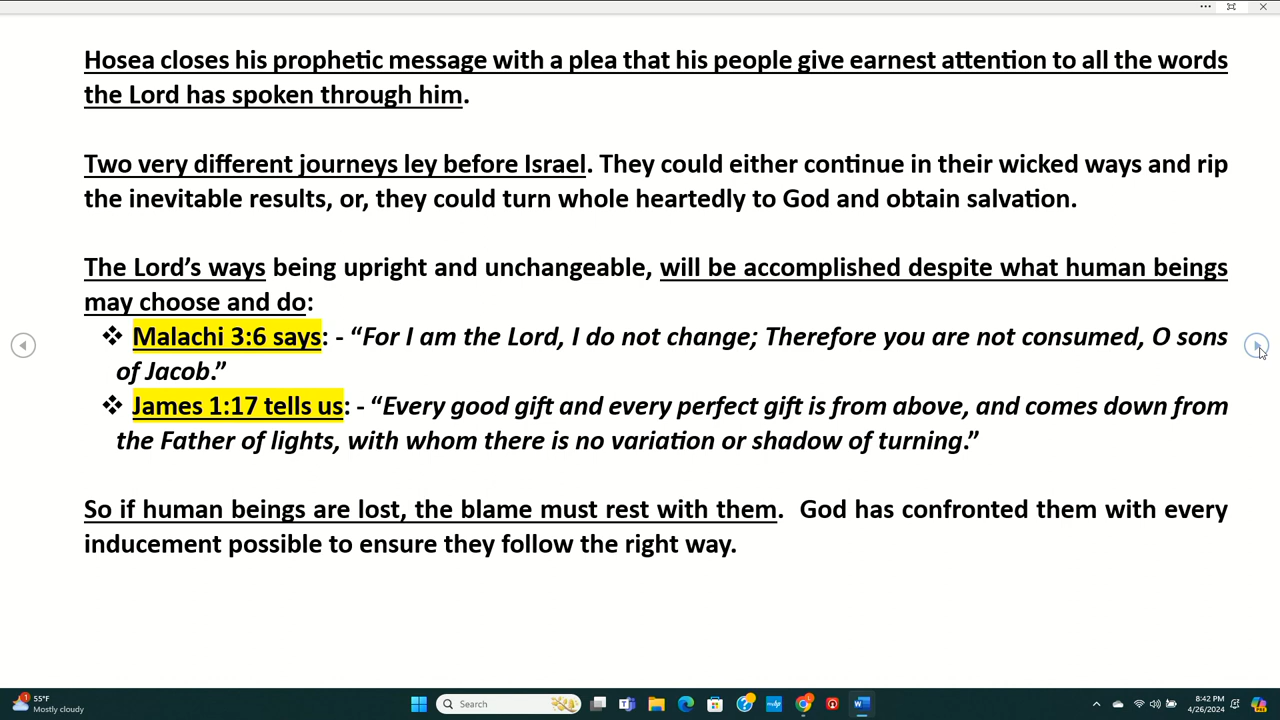 Hosea closes his prophetic message with a plea that his people give earnest attention to all the words
the Lord has spoken through him.
Two very different journeys ley before Israel. They could either continue in their wicked ways and rip
the inevitable results, or, they could turn whole heartedly to God and obtain salvation.
The Lord's ways being upright and unchangeable, will be accomplished despite what human beings
may choose and do:
❖ Malachi 3:6 says: - “For I am the Lord, I do not change; Therefore you are not consumed, O sons
of Jacob.”
❖ James 1:17 tells us: - “Every good gift and every perfect gift is from above, and comes down from
the Father of lights, with whom there is no variation or shadow of turning.”
So if human beings are lost, the blame must rest with them.  God has confronted them with every
inducement possible to ensure they follow the right way.
1
55°F
Mostly cloudy
Search
8:42 PM
4/26/2024